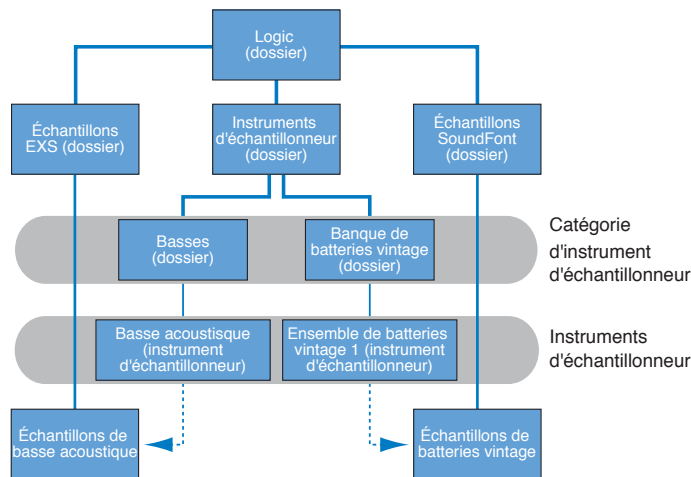 Logic
(dossier)
Échantillons
EXS (dossier)
Instruments
d'échantillonneur
(dossier)
Échantillons
SoundFont
(dossier)
Basses
(dossier)
Banque de
batteries vintage
(dossier)
Catégorie
d'instrument
d'échantillonneur
Basse acoustisque
(instrument
d'échantillonneur)
Ensemble de batteries
vintage 1 (instrument
d'échantillonneur)
Instruments
d'échantillonneur
Échantillons de
basse acoustique
Échantillons de
batteries vintage